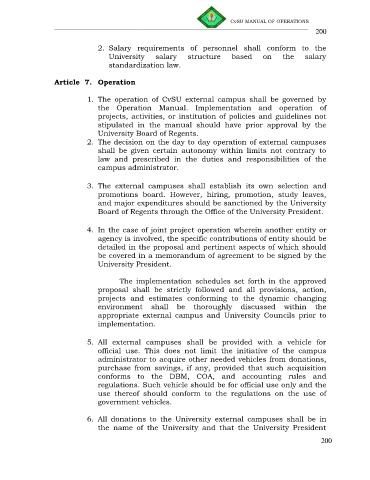 CvSU MANUAL OF OPERATIONS
200
2. Salary requirements of personnel shall conform to the
University salary structure based on the salary
standardization law.
Article 7. Operation
1. The operation of CvSU external campus shall be governed by
the Operation Manual. Implementation and operation of
projects, activities, or institution of policies and guidelines not
stipulated in the manual should have prior approval by the
University Board of Regents.
2. The decision on the day to day operation of external campuses
shall be given certain autonomy within limits not contrary to
law and prescribed in the duties and responsibilities of the
campus administrator.
3. The external campuses shall establish its own selection and
promotions board. However, hiring, promotion, study leaves,
and major expenditures should be sanctioned by the University
Board of Regents through the Office of the University President.
4. In the case of joint project operation wherein another entity or
agency is involved, the specific contributions of entity should be
detailed in the proposal and pertinent aspects of which should
be covered in a memorandum of agreement to be signed by the
University President.
The implementation schedules set forth in the approved
proposal shall be strictly followed and all provisions, action,
projects and estimates conforming to the dynamic changing
environment shall be thoroughly discussed within the
appropriate external campus and University Councils prior to
implementation.
5. All external campuses shall be provided with a vehicle for
official use. This does not limit the initiative of the campus
administrator to acquire other needed vehicles from donations,
purchase from savings, if any, provided that such acquisition
conforms to the DBM, COA, and accounting rules and
regulations. Such vehicle should be for official use only and the
use thereof should conform to the regulations on the use of
government vehicles.
6. All donations to the University external campuses shall be in
the name of the University and that the University President
200